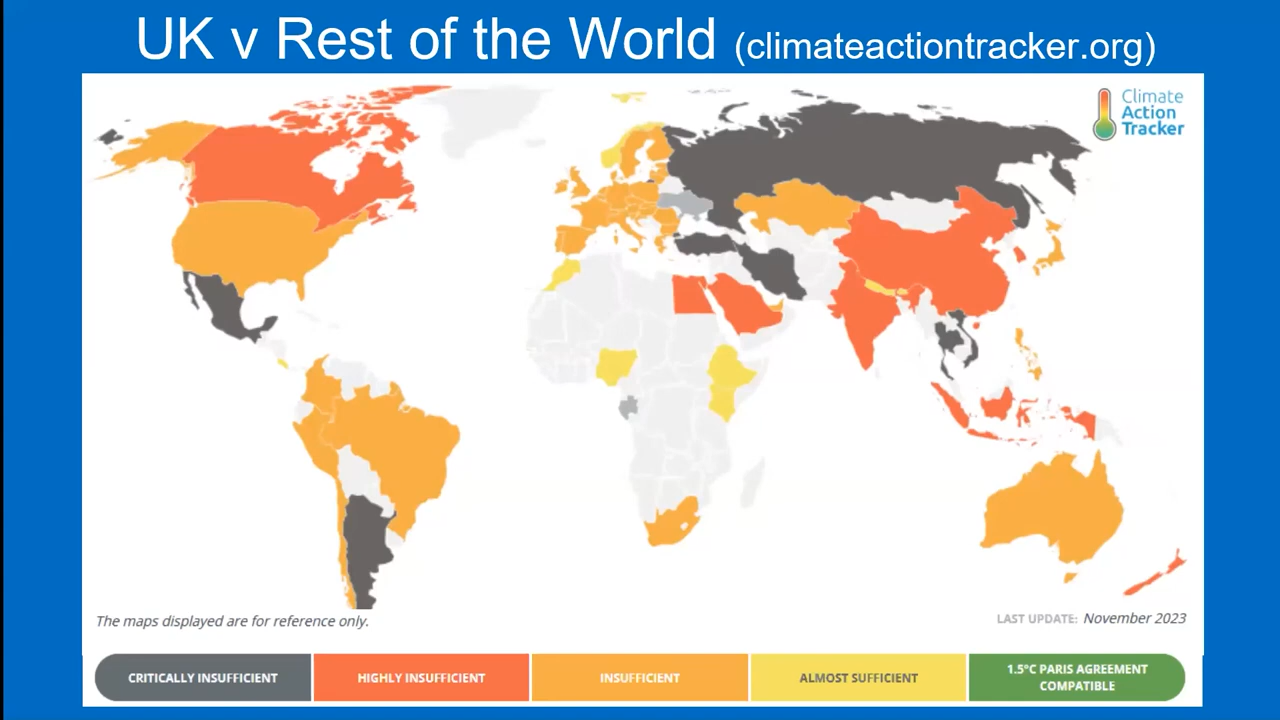 UK v Rest of the World (climateactiontracker.org)
Climate
Action
Tracker
The maps displayed are for reference only.
LAST UPDATE: November 2023
CRITICALLY INSUFFICIENT
HIGHLY INSUFFICIENT
INSUFFICIENT
ALMOST SUFFICIENT
1.5°C PARIS AGREEMENT
COMPATIBLE